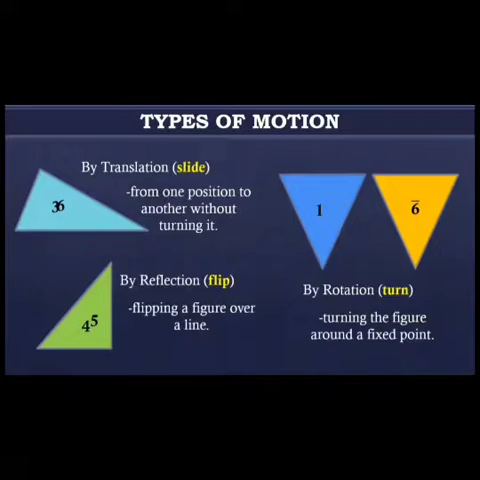 TYPES OF MOTION
By Translation (slide)
-from one position to
another without
turning it.
36
By Reflection (flip)
-flipping a figure over
a line.
45
1
6
By Rotation (turn)
-turning the figure
around a fixed point.